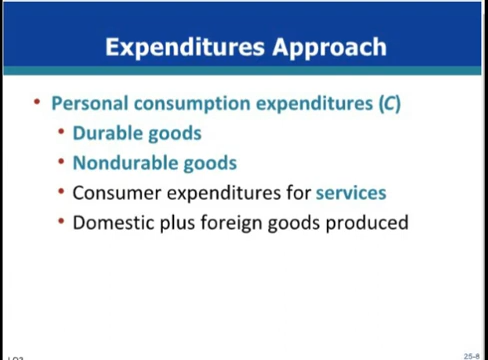 Expenditures Approach
• Personal consumption expenditures (C)
• Durable goods
• Nondurable goods
• Consumer expenditures for services
• Domestic plus foreign goods produced
25-8